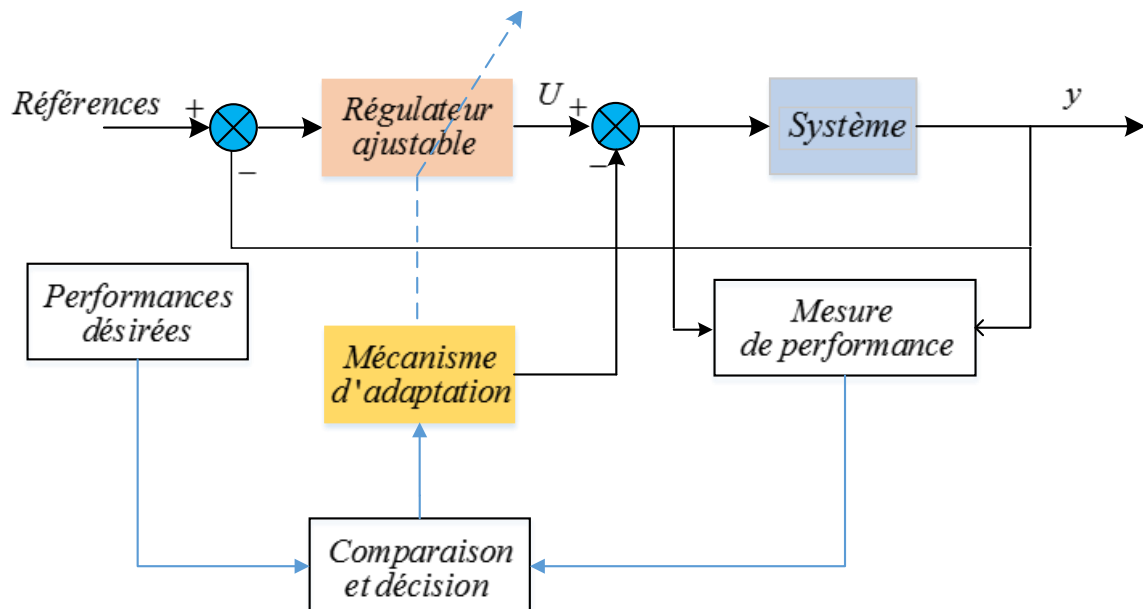 Références
+
−
Régulateur
ajustable
U
+
−
Système
y
Performances
désirées
Mécanisme
d'adaptation
Mesure
de performance
Comparaison
et décision